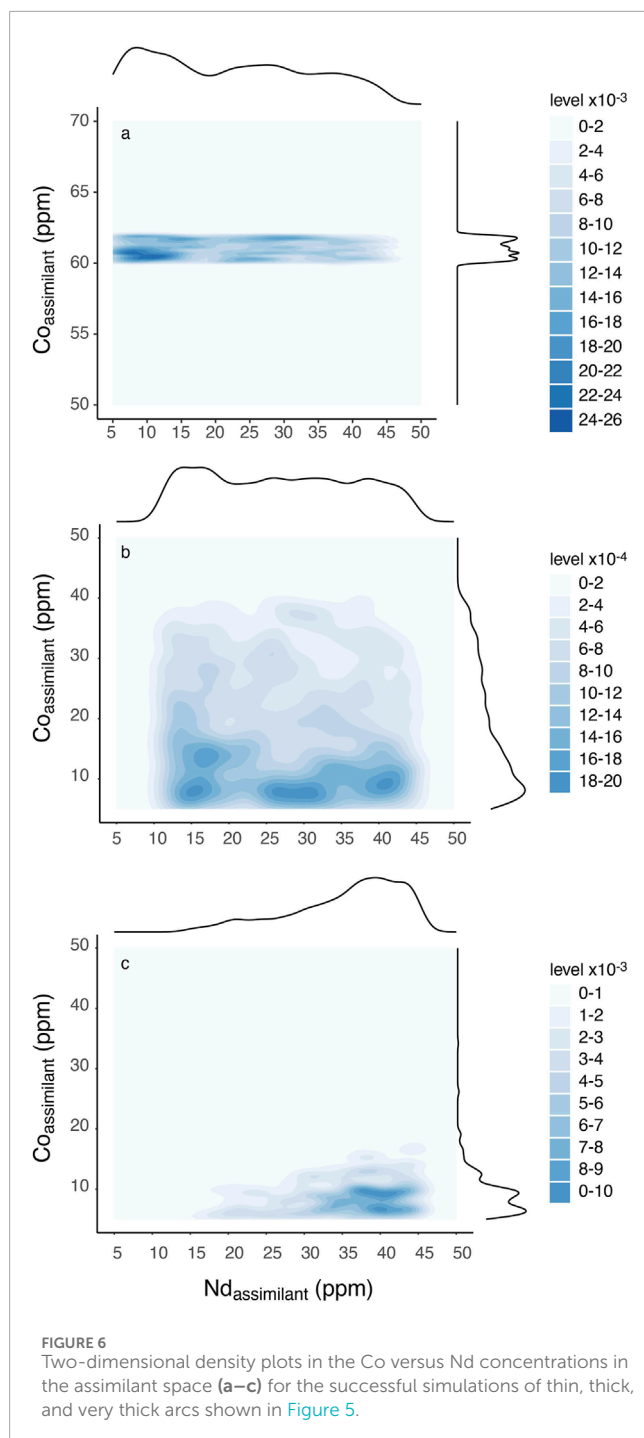 a
Co_assimilant (ppm)
70
65
60
55
50
5 10 15 20 25 30 35 40 45 50
level x10^-3
0-2
2-4
4-6
6-8
8-10
10-12
12-14
14-16
16-18
18-20
20-22
22-24
24-26
b
Co_assimilant (ppm)
50
40
30
20
10
5 10 15 20 25 30 35 40 45 50
level x10^-4
0-2
2-4
4-6
6-8
8-10
10-12
12-14
14-16
16-18
18-20
c
Co_assimilant (ppm)
50
40
30
20
10
5 10 15 20 25 30 35 40 45 50
Nd_assimilant (ppm)
level x10^-3
0-1
1-2
2-3
3-4
4-5
5-6
6-7
7-8
8-9
0-10
FIGURE 6
Two-dimensional density plots in the Co versus Nd concentrations in
the assimilant space (a–c) for the successful simulations of thin, thick,
and very thick arcs shown in Figure 5.